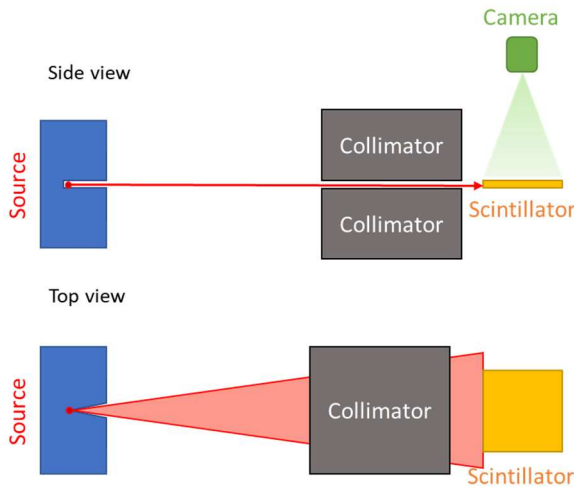 Camera
Side view
Collimator
Source
Collimator
Scintillator
Top view
Source
Collimator
Scintillator